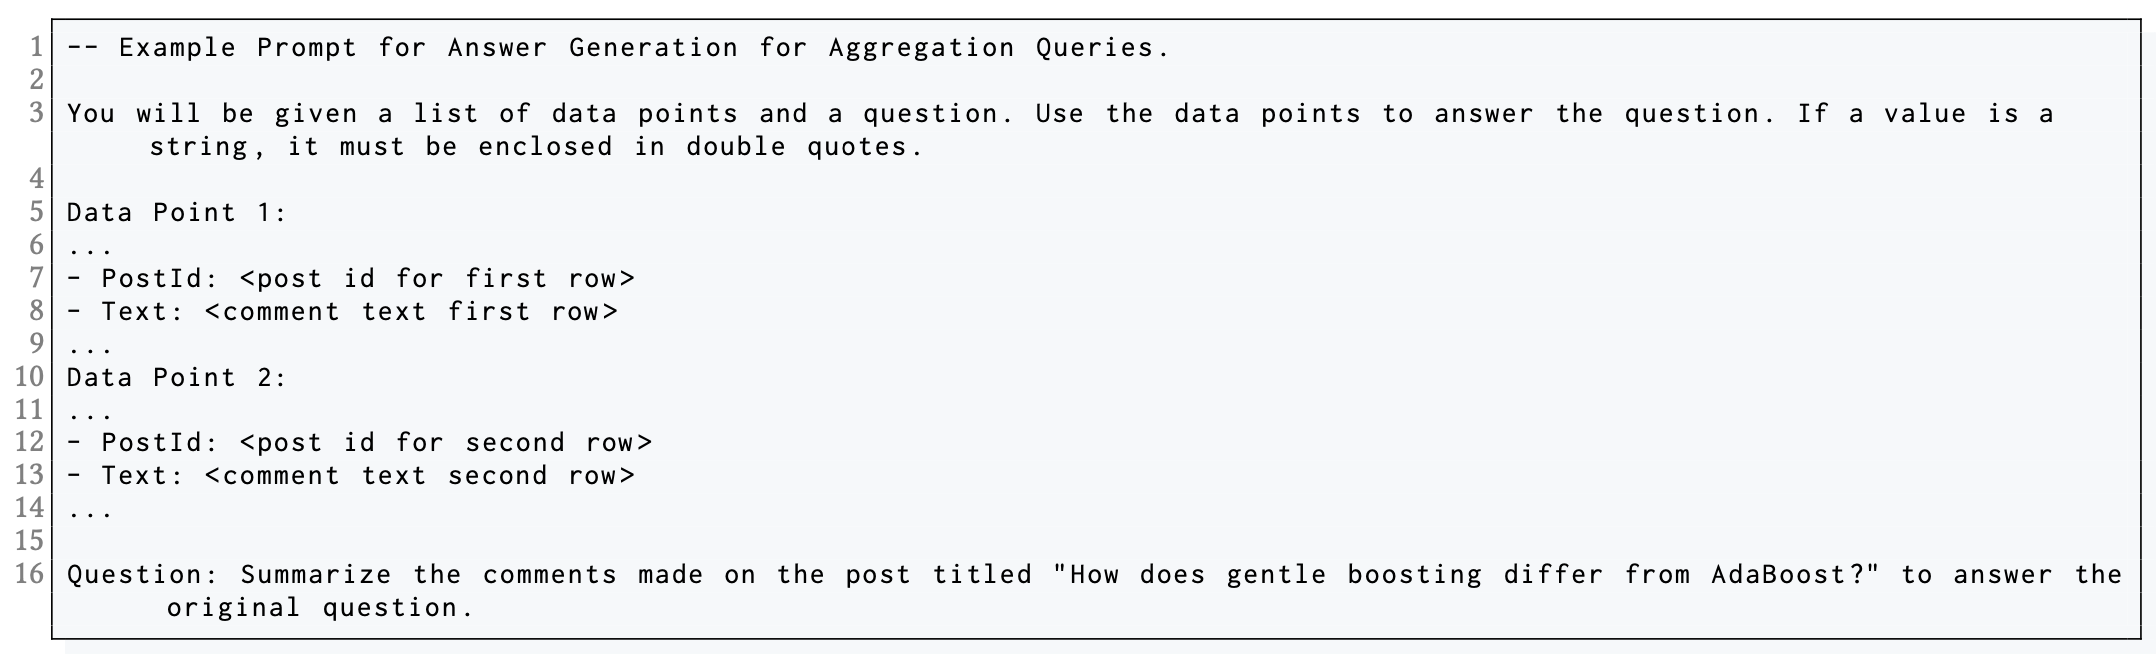 1 -- Example Prompt for Answer Generation for Aggregation Queries.
2
3 You will be given a list of data points and a question. Use the data points to answer the question. If a value is a
string, it must be enclosed in double quotes.
4
5 Data Point 1:
6 ...
7 - PostId: <post id for first row>
8 - Text: <comment text first row>
9 ...
10 Data Point 2:
11 ...
12 - PostId: <post id for second row>
13 - Text: <comment text second row>
14 ...
15
16 Question: Summarize the comments made on the post titled "How does gentle boosting differ from AdaBoost?" to answer the
original question.